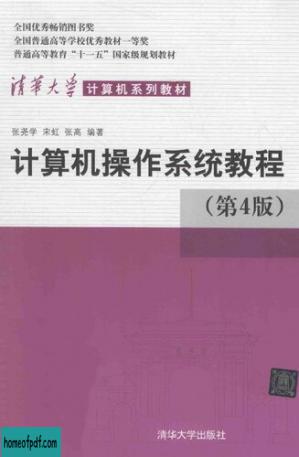 全国优秀畅销图书奖
全国普通高等学校优秀教材一等奖
普通高等教育“十一五”国家级规划教材
清华大学 计算机系列教材
张尧学 宋虹 张高 编著
计算机操作系统教程
(第4版)
清华大学出版社
homeofpdf.com